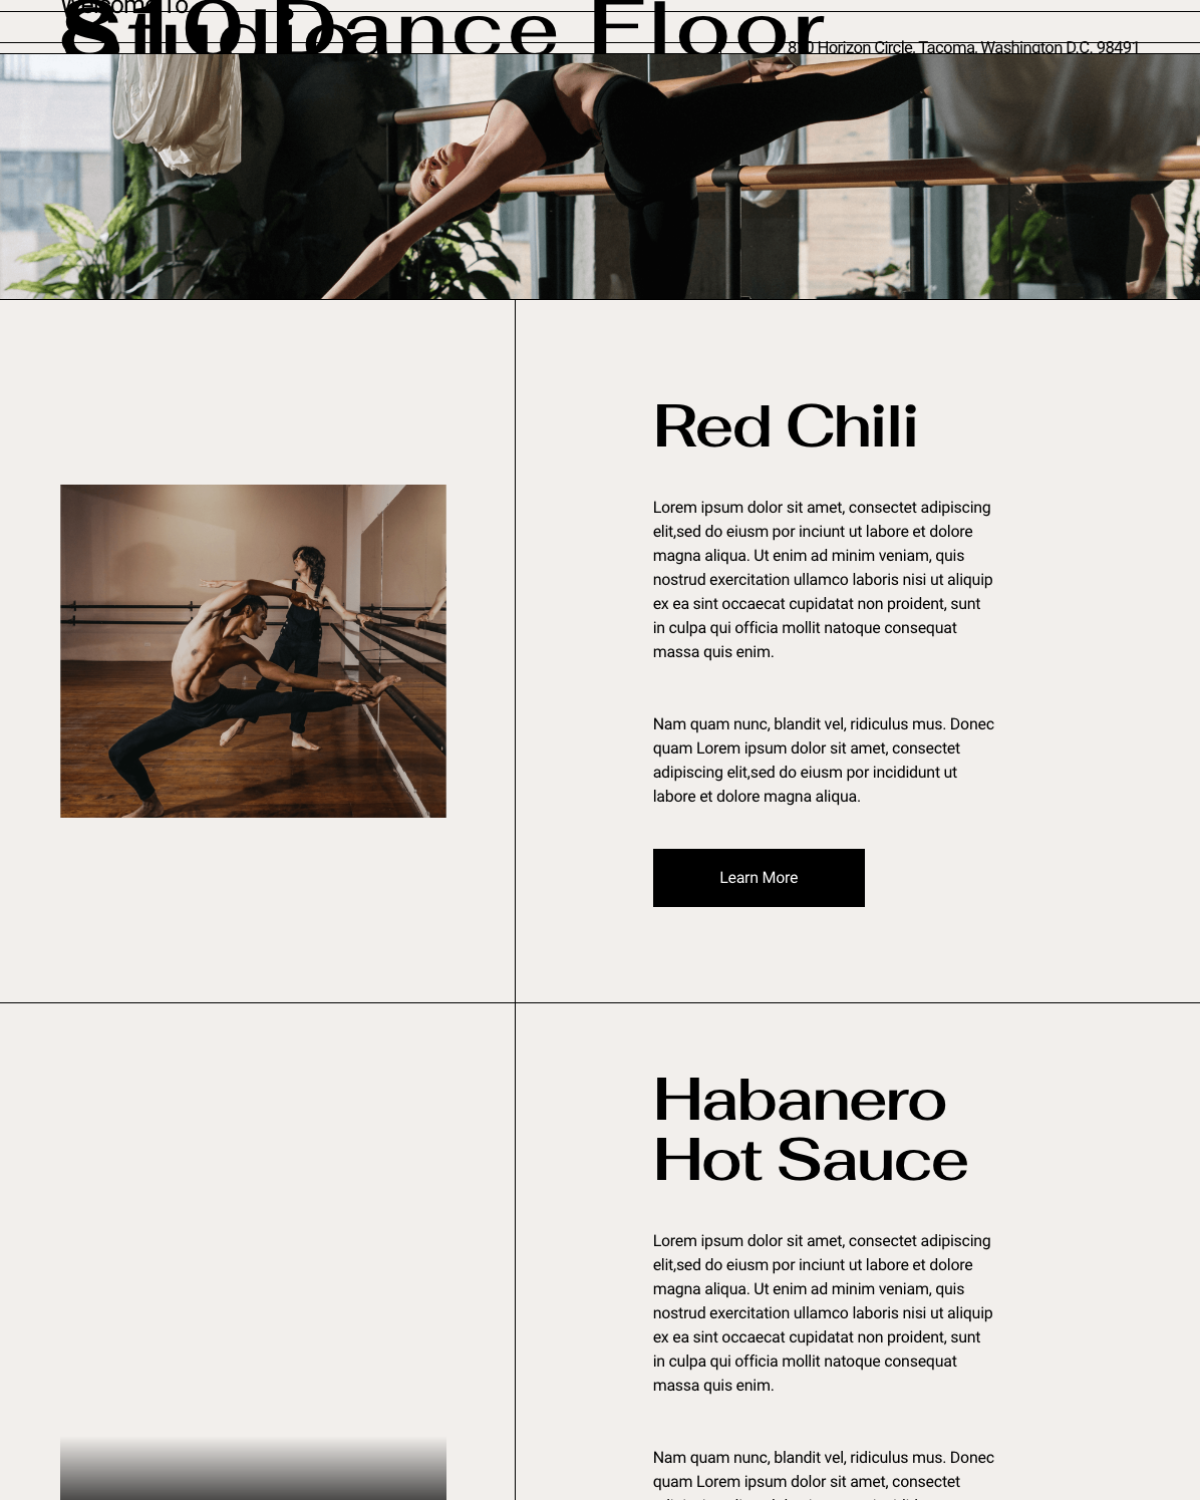 Welcome To
810 Dance Floor
Studio
810 Horizon Circle, Tacoma, Washington D.C. 98491
Red Chili
Lorem ipsum dolor sit amet, consectet adipiscing
elit,sed do eiusm por inciunt ut labore et dolore
magna aliqua. Ut enim ad minim veniam, quis
nostrud exercitation ullamco laboris nisi ut aliquip
ex ea sint occaecat cupidatat non proident, sunt
in culpa qui officia mollit natoque consequat
massa quis enim.
Nam quam nunc, blandit vel, ridiculus mus. Donec
quam Lorem ipsum dolor sit amet, consectet
adipiscing elit,sed do eiusm por incididunt ut
labore et dolore magna aliqua.
Learn More
Habanero
Hot Sauce
Lorem ipsum dolor sit amet, consectet adipiscing
elit,sed do eiusm por inciunt ut labore et dolore
magna aliqua. Ut enim ad minim veniam, quis
nostrud exercitation ullamco laboris nisi ut aliquip
ex ea sint occaecat cupidatat non proident, sunt
in culpa qui officia mollit natoque consequat
massa quis enim.
Nam quam nunc, blandit vel, ridiculus mus. Donec
quam Lorem ipsum dolor sit amet, consectet